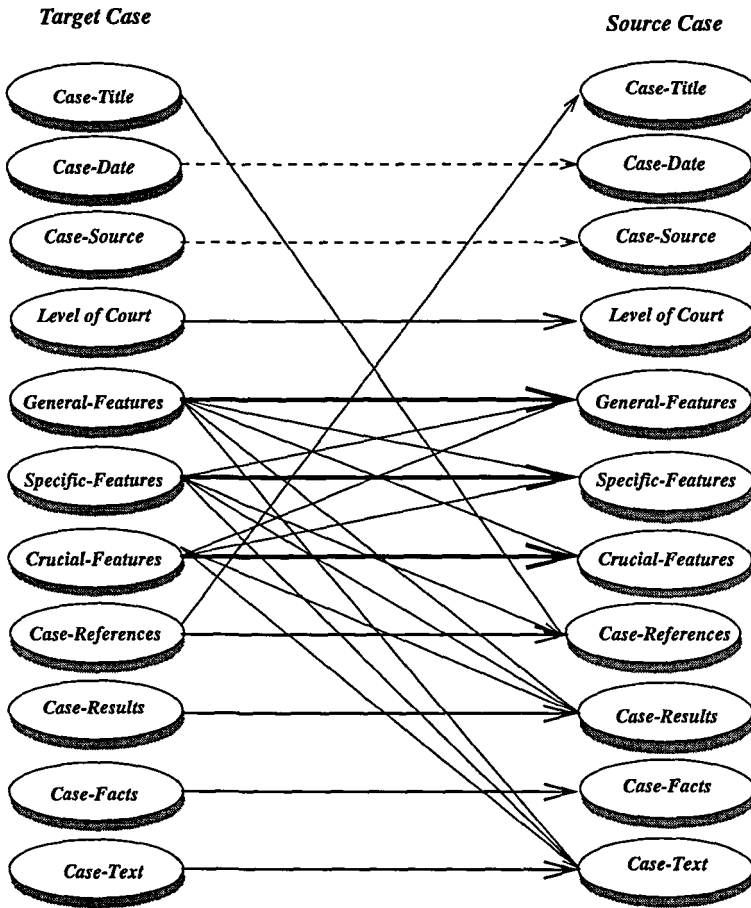 Target Case
Source Case
Case-Title
Case-Title
Case-Date
Case-Date
Case-Source
Case-Source
Level of Court
Level of Court
General-Features
General-Features
Specific-Features
Specific-Features
Crucial-Features
Crucial-Features
Case-References
Case-References
Case-Results
Case-Results
Case-Facts
Case-Facts
Case-Text
Case-Text